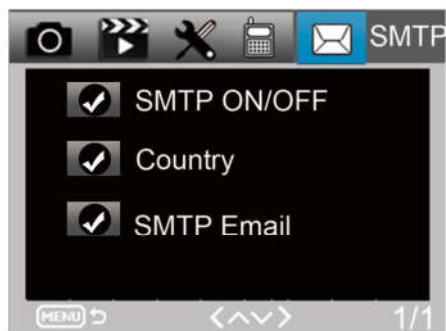 SMTP
SMTP ON/OFF
Country
SMTP Email
MENU 1/1